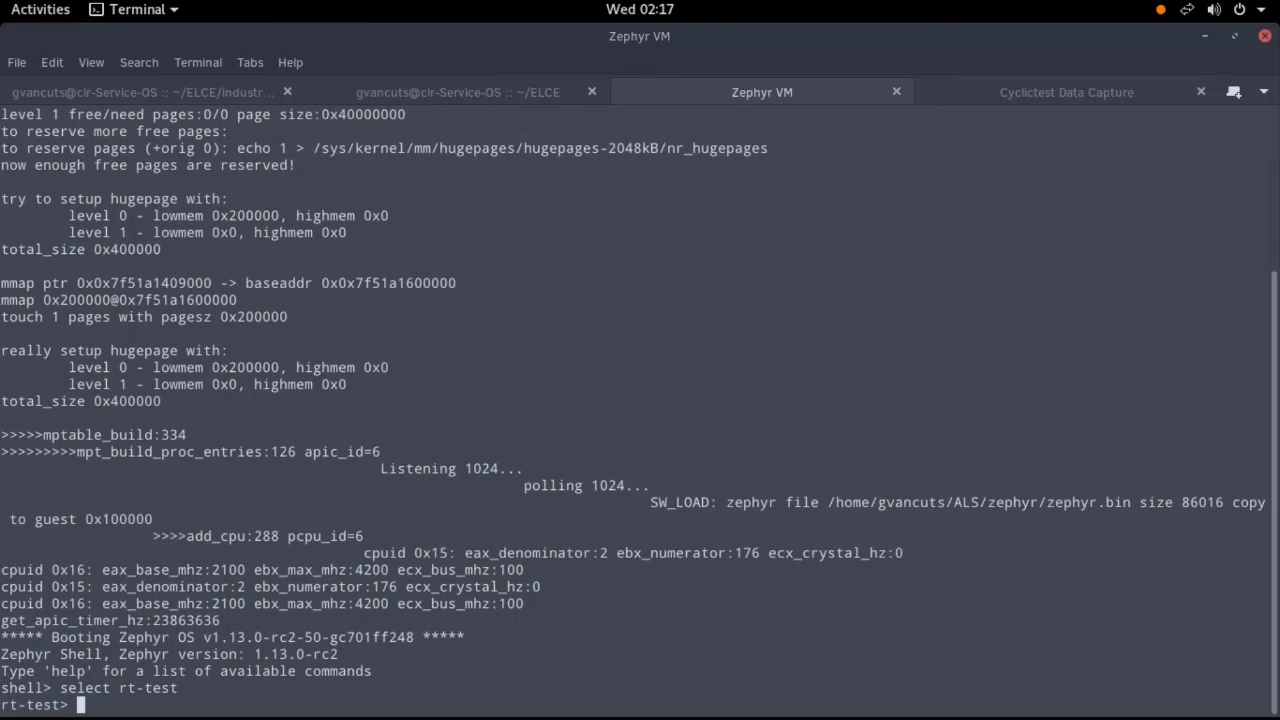 Activities Terminal Wed 02:17
Zephyr VM
File Edit View Search Terminal Tabs Help
gvancuts@clr-Service-OS :: ~/ELCE/industr... gvancuts@clr-Service-OS :: ~/ELCE Zephyr VM Cyclictest Data Capture
level 1 free/need pages:0/0 page size:0x40000000
to reserve more free pages:
to reserve pages (+orig 0): echo 1 > /sys/kernel/mm/hugepages/hugepages-2048kB/nr_hugepages
now enough free pages are reserved!
try to setup hugepage with:
level 0 - lowmem 0x200000, highmem 0x0
level 1 - lowmem 0x0, highmem 0x0
total_size 0x400000
mmap ptr 0x0x7f51a1409000 -> baseaddr 0x0x7f51a1600000
mmap 0x200000@0x7f51a1600000
touch 1 pages with pagesz 0x200000
really setup hugepage with:
level 0 - lowmem 0x200000, highmem 0x0
level 1 - lowmem 0x0, highmem 0x0
total_size 0x400000
>>>>>mptable_build:334
>>>>>>>>>mpt_build_proc_entries:126 apic_id=6
Listening 1024...
polling 1024...
SW_LOAD: zephyr file /home/gvancuts/ALS/zephyr/zephyr.bin size 86016 copy
to guest 0x100000
>>>>add_cpu:288 pcpu_id=6
cpuid 0x15: eax_denominator:2 ebx_numerator:176 ecx_crystal_hz:0
cpuid 0x16: eax_base_mhz:2100 ebx_max_mhz:4200 ecx_bus_mhz:100
cpuid 0x15: eax_denominator:2 ebx_numerator:176 ecx_crystal_hz:0
cpuid 0x16: eax_base_mhz:2100 ebx_max_mhz:4200 ecx_bus_mhz:100
get_apic_timer_hz:23863636
***** Booting Zephyr OS v1.13.0-rc2-50-gc701ff248 *****
Zephyr Shell, Zephyr version: 1.13.0-rc2
Type 'help' for a list of available commands
shell> select rt-test
rt-test>